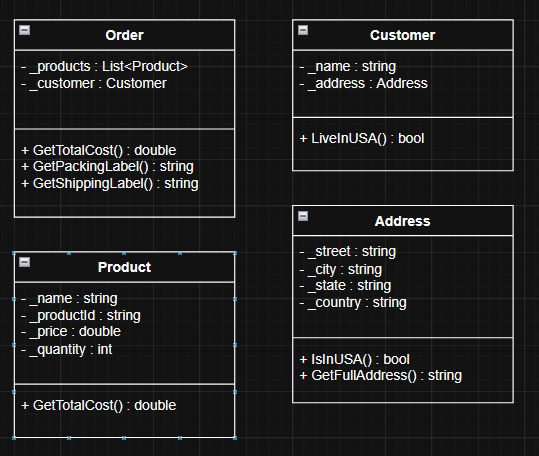 Order
- _products : List<Product>
- _customer : Customer
+ GetTotalCost() : double
+ GetPackingLabel() : string
+ GetShippingLabel() : string
Customer
- _name : string
- _address : Address
+ LiveInUSA() : bool
Product
- _name : string
- _productId : string
- _price : double
- _quantity : int
+ GetTotalCost() : double
Address
- _street : string
- _city : string
- _state : string
- _country : string
+ IsInUSA() : bool
+ GetFullAddress() : string